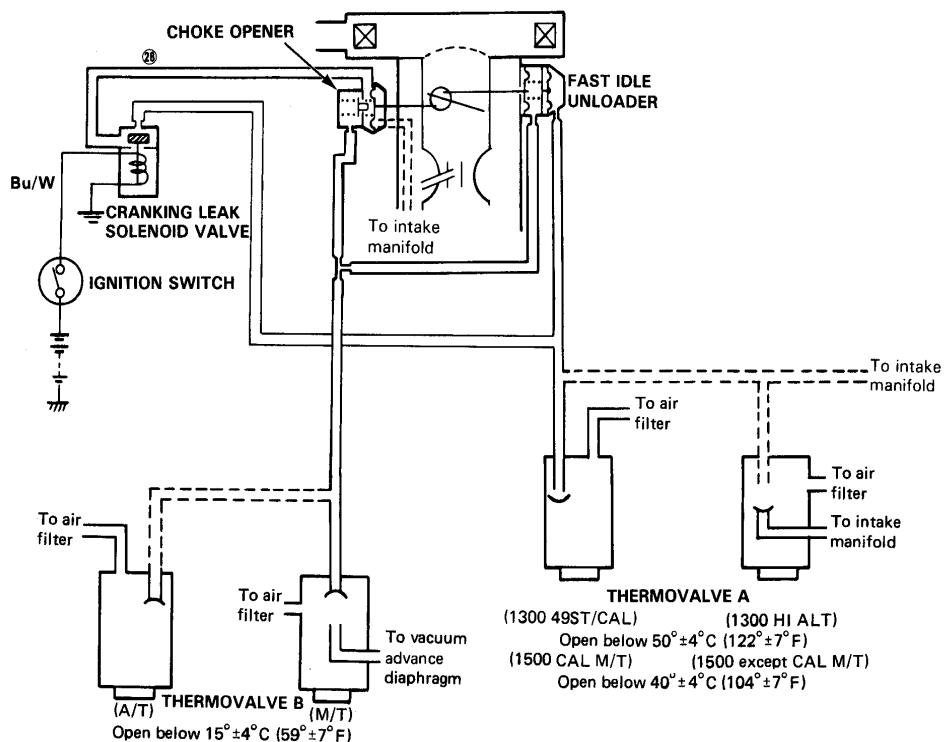 CHOKE OPENER
28
FAST IDLE
UNLOADER
Bu/W
CRANKING LEAK
SOLENOID VALVE
To intake
manifold
IGNITION SWITCH
To intake
manifold
To air
filter
To air
filter
To intake
manifold
To air
filter
To air
filter
To vacuum
advance
diaphragm
THERMOVALVE A
(1300 49ST/CAL) (1300 HI ALT)
Open below 50°±4°C (122°±7°F)
(1500 CAL M/T) (1500 except CAL M/T)
Open below 40°±4°C (104°±7°F)
THERMOVALVE B
(A/T) (M/T)
Open below 15°±4°C (59°±7°F)